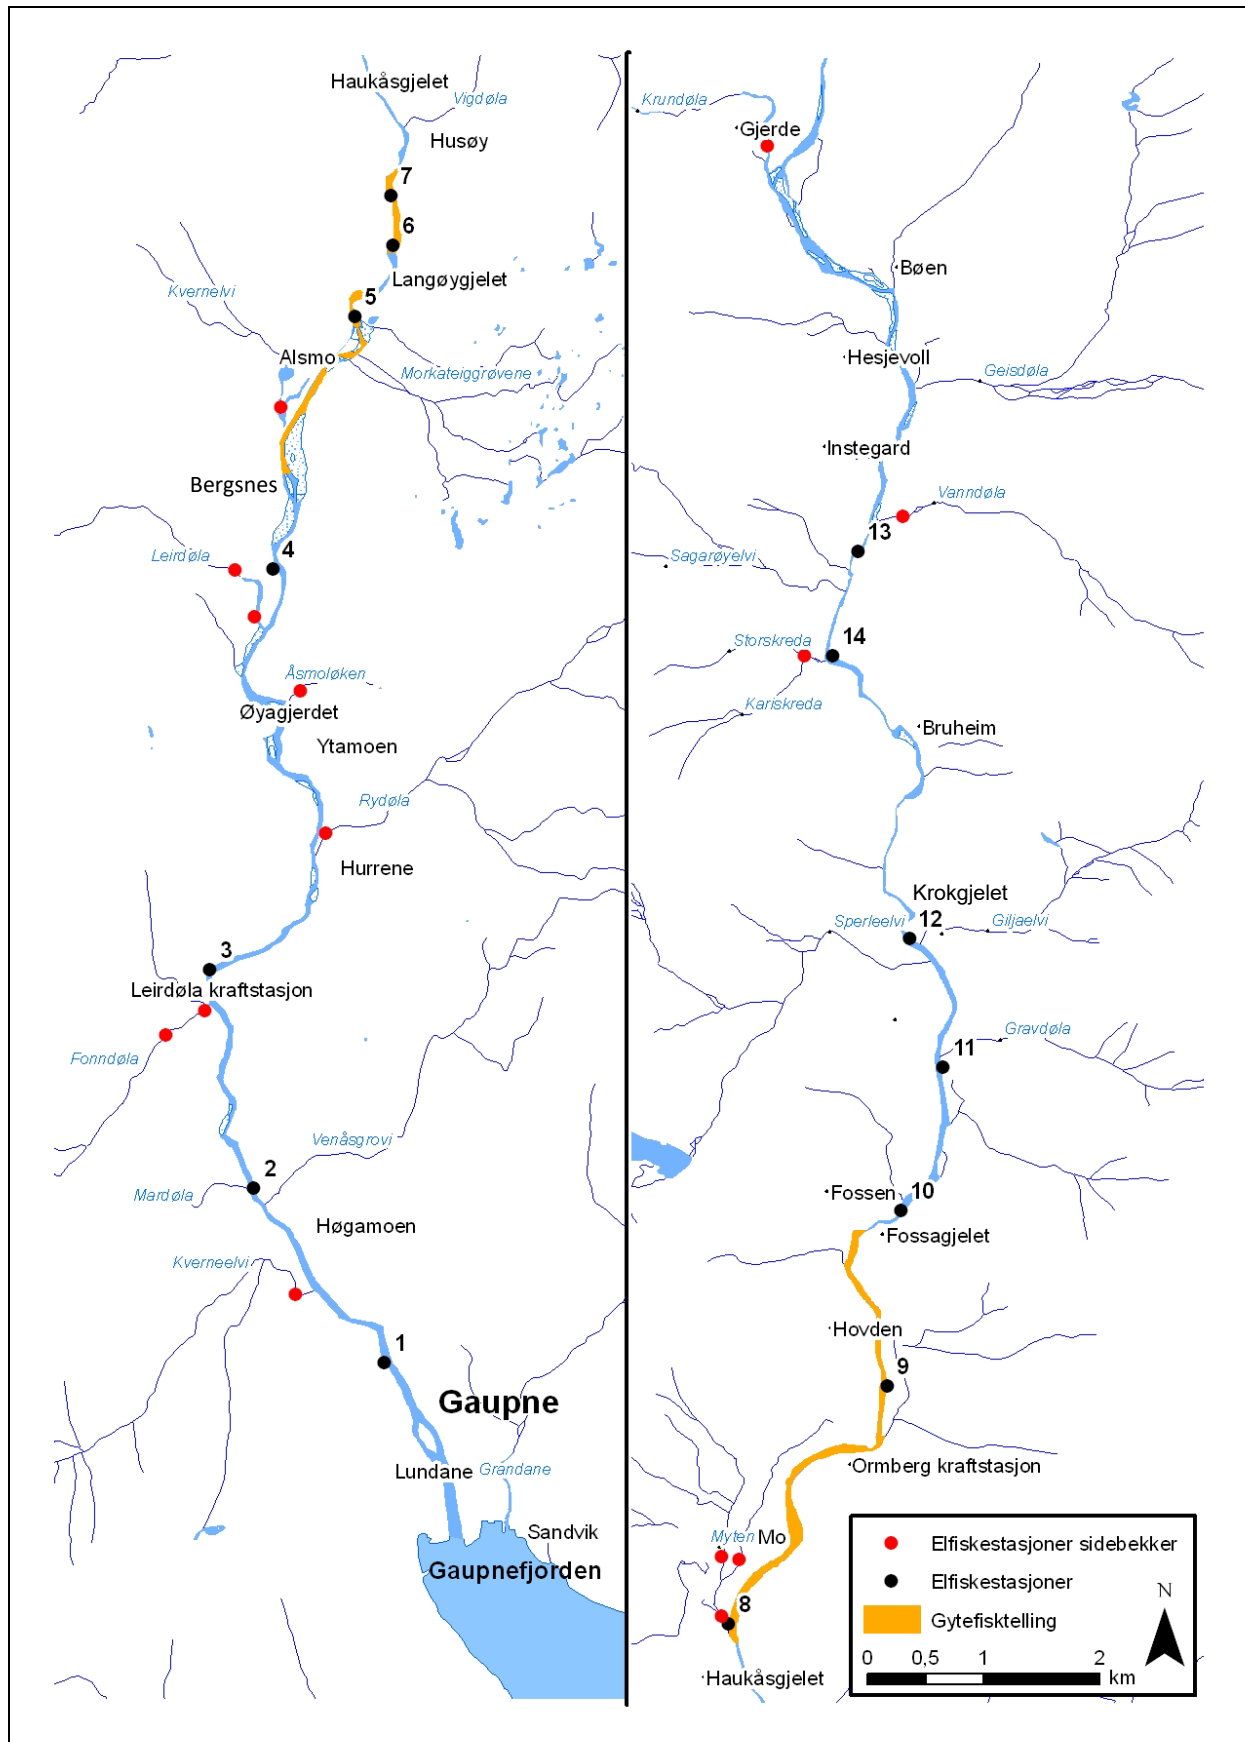 Haukåsgjelet
Vigdøla
Husøy
7
6
Langøygjelet
Kvernelvi
5
Alsmo
Morkateiggrøvene
Bergsnes
Leirdøla
4
Åsmoløken
Øyagjerdet
Ytamoen
Rydøla
Hurrene
3
Leirdøla kraftstasjon
Fonndøla
Venåsgrovi
2
Mardøla
Høgamoen
Kverneelvi
1
Gaupne
Lundane
Grandane
Sandvik
Gaupnefjorden
Krundøla
Gjerde
Bøen
Hesjevoll
Geisdøla
Instegard
Vanndøla
13
Sagarøyelvi
Storskreda
14
Kariskreda
Bruheim
Krokgjelet
Sperleelvi
12
Giljaelvi
Gravdøla
11
Fossen
10
Fossagjelet
Hovden
9
Ormberg kraftstasjon
Myten
Mo
8
Haukåsgjelet
Elfiskestasjoner sidebekker
Elfiskestasjoner
Gytefisktelling
N
0 0,5 1 2
km